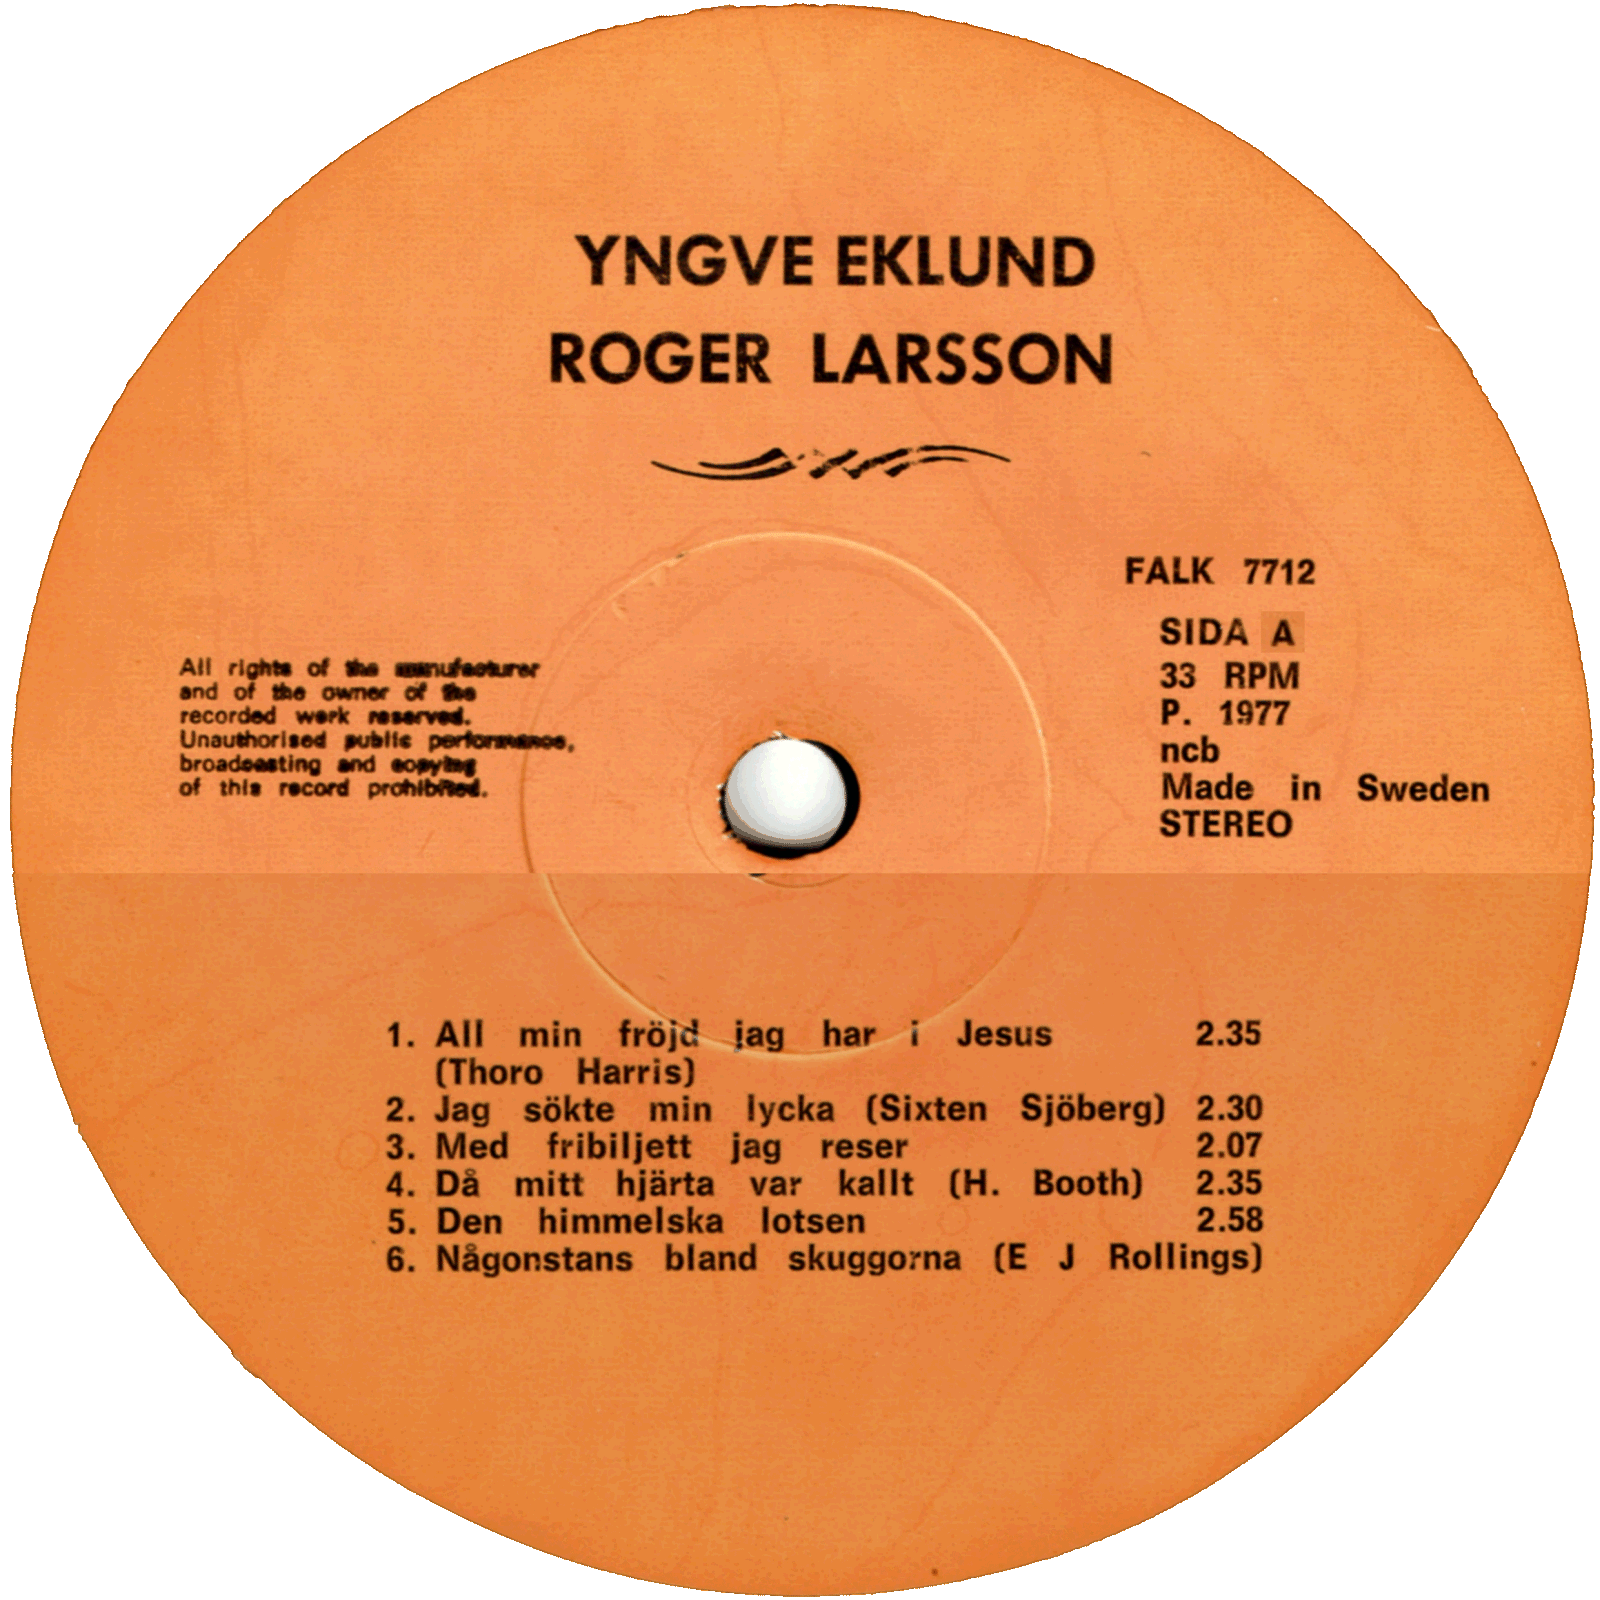 YNGVE EKLUND
ROGER LARSSON
FALK 7712
SIDA A
33 RPM
P. 1977
ncb
Made in Sweden
STEREO
All rights of the manufacturer
and of the owner of the
recorded work reserved.
Unauthorised public performance,
broadcasting and copying
of this record prohibited.
1. All min fröjd jag har i Jesus 2.35
(Thoro Harris)
2. Jag sökte min lycka (Sixten Sjöberg) 2.30
3. Med fribiljett jag reser 2.07
4. Då mitt hjärta var kallt (H. Booth) 2.35
5. Den himmelska lotsen 2.58
6. Någonstans bland skuggorna (E J Rollings)